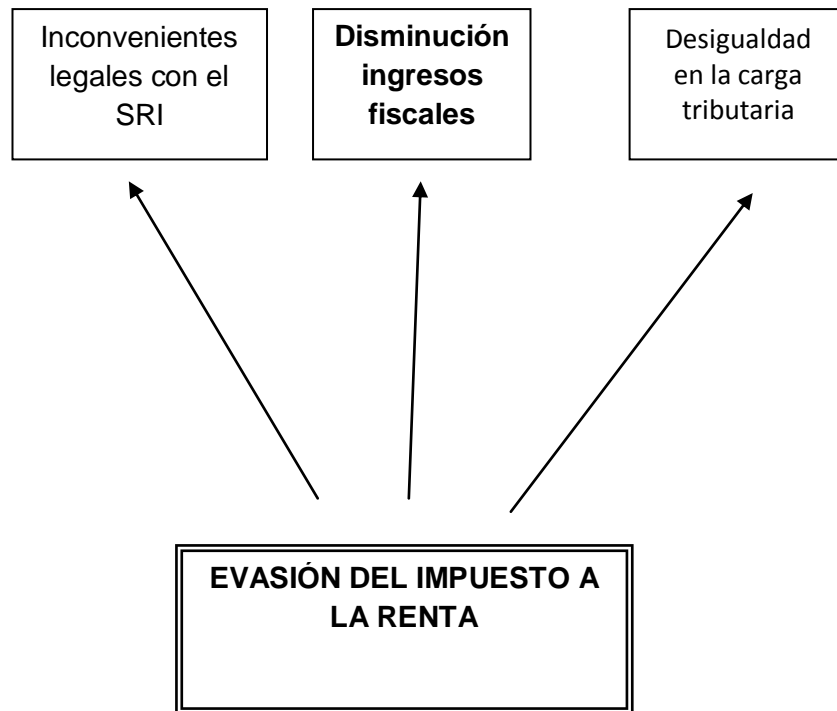 Inconvenientes
legales con el
SRI
Disminución
ingresos
fiscales
Desigualdad
en la carga
tributaria
EVASIÓN DEL IMPUESTO A
LA RENTA